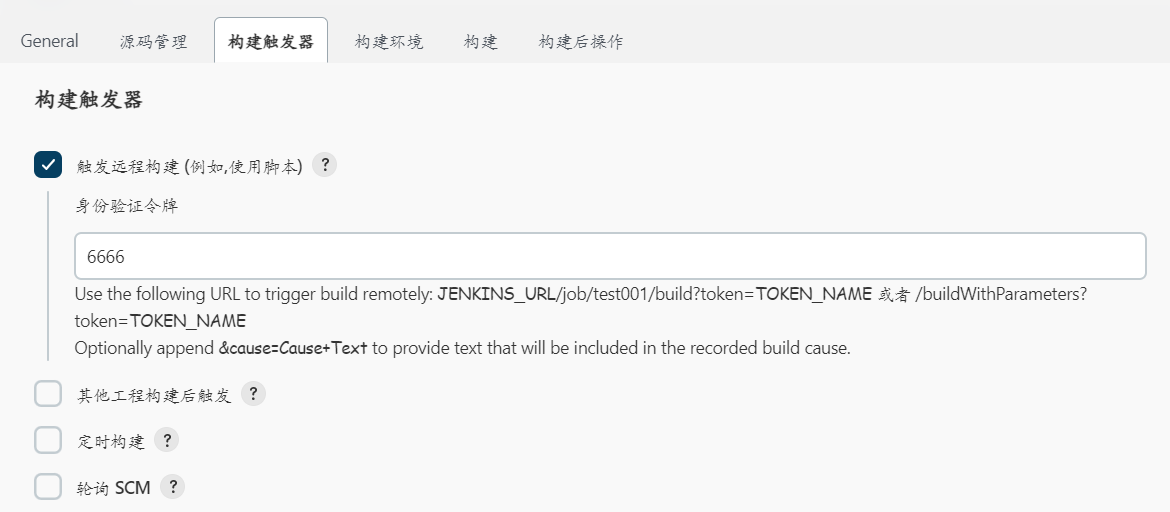 General 源码管理 构建触发器 构建环境 构建 构建后操作
构建触发器
触发远程构建 (例如,使用脚本) ?
身份验证令牌
6666
Use the following URL to trigger build remotely: JENKINS_URL/job/test001/build?token=TOKEN_NAME 或者 /buildWithParameters?
token=TOKEN_NAME
Optionally append &cause=Cause+Text to provide text that will be included in the recorded build cause.
其他工程构建后触发 ?
定时构建 ?
轮询 SCM ?